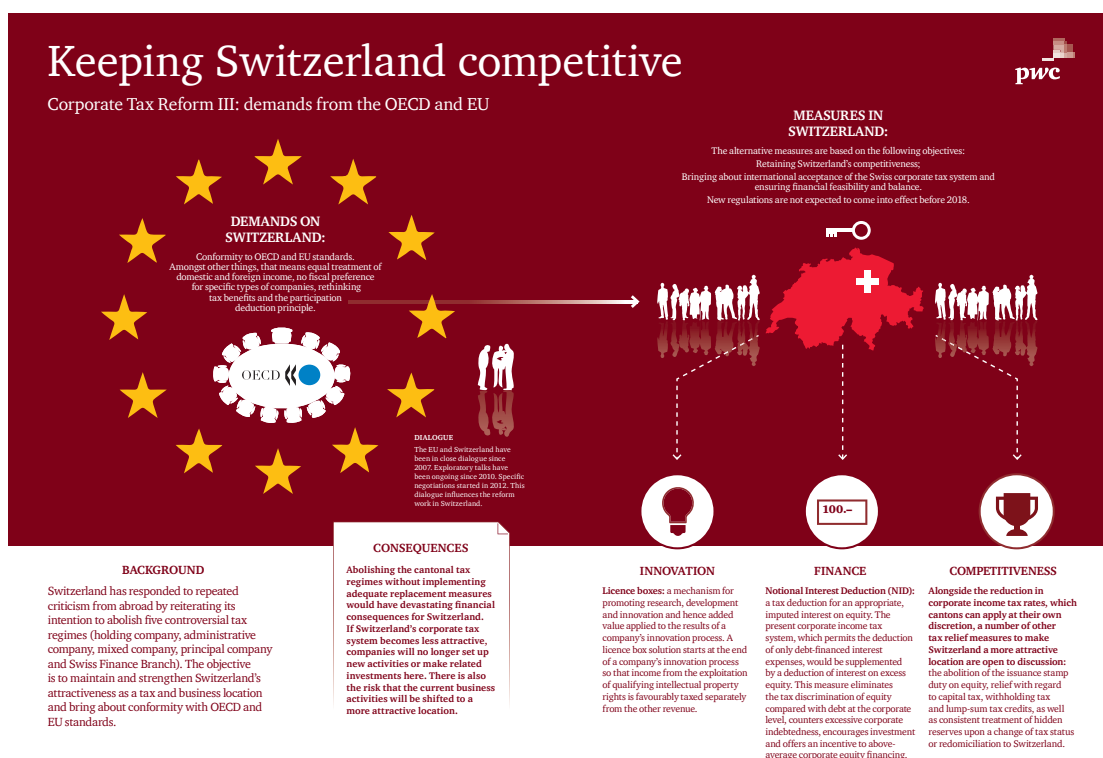 Keeping Switzerland competitive
Corporate Tax Reform III: demands from the OECD and EU
pwc
DEMANDS ON
SWITZERLAND:
Conformity to OECD and EU standards.
Amongst other things, that means equal treatment of
domestic and foreign income, no fiscal preference
for specific types of companies, rethinking
tax benefits and the participation
deduction principle.
OECD
DIALOGUE
The EU and Switzerland have
been in close dialogue since
2007. Exploratory talks have
been ongoing since 2010. Specific
negotiations started in 2012. This
dialogue influences the reform
work in Switzerland.
MEASURES IN
SWITZERLAND:
The alternative measures are based on the following objectives:
Retaining Switzerland's competitiveness;
Bringing about international acceptance of the Swiss corporate tax system and
ensuring financial feasibility and balance.
New regulations are not expected to come into effect before 2018.
100.–
BACKGROUND
Switzerland has responded to repeated
criticism from abroad by reiterating its
intention to abolish five controversial tax
regimes (holding company, administrative
company, mixed company, principal company
and Swiss Finance Branch). The objective
is to maintain and strengthen Switzerland's
attractiveness as a tax and business location
and bring about conformity with OECD and
EU standards.
CONSEQUENCES
Abolishing the cantonal tax
regimes without implementing
adequate replacement measures
would have devastating financial
consequences for Switzerland.
If Switzerland's corporate tax
system becomes less attractive,
companies will no longer set up
new activities or make related
investments here. There is also
the risk that the current business
activities will be shifted to a
more attractive location.
INNOVATION
Licence boxes: a mechanism for
promoting research, development
and innovation and hence added
value applied to the results of a
company's innovation process. A
licence box solution starts at the end
of a company's innovation process
so that income from the exploitation
of qualifying intellectual property
rights is favourably taxed separately
from the other revenue.
FINANCE
Notional Interest Deduction (NID):
a tax deduction for an appropriate,
imputed interest on equity. The
present corporate income tax
system, which permits the deduction
of only debt-financed interest
expenses, would be supplemented
by a deduction of interest on excess
equity. This measure eliminates
the tax discrimination of equity
compared with debt at the corporate
level, counters excessive corporate
indebtedness, encourages investment
and offers an incentive to above-
average corporate equity financing.
COMPETITIVENESS
Alongside the reduction in
corporate income tax rates, which
cantons can apply at their own
discretion, a number of other
tax relief measures to make
Switzerland a more attractive
location are open to discussion:
the abolition of the issuance stamp
duty on equity, relief with regard
to capital tax, withholding tax
and lump-sum tax credits, as well
as consistent treatment of hidden
reserves upon a change of tax status
or redomiciliation to Switzerland.